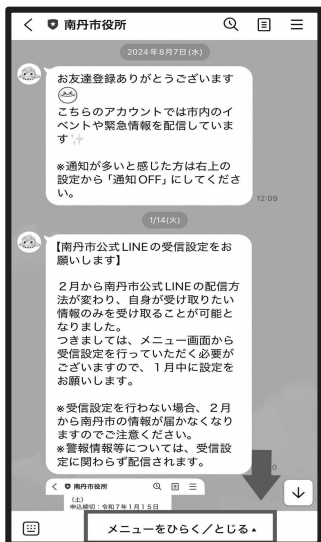 南丹市役所
2024年8月7日(水)
お友達登録ありがとうございます
こちらのアカウントでは市内のイ
ベントや緊急情報を配信していま
す
※通知が多いと感じた方は右上の
設定から「通知OFF」にしてくださ
い。
12:09
1/14(火)
【南丹市公式LINEの受信設定をお
願いします】
２月から南丹市公式LINEの配信方
法が変わり、自身が受け取りたい
情報のみを受け取ることが可能と
なりました。
つきましては、メニュー画面から
受信設定を行っていただく必要が
ございますので、１月中に設定を
お願いします。
※受信設定を行わない場合、２月
から南丹市の情報が届かなくなり
ますのでご注意ください。
※警報情報等については、受信設
定に関わらず配信されます。
南丹市役所
(土)
申込締切：令和７年１月１５日
メニューをひらく／とじる▲